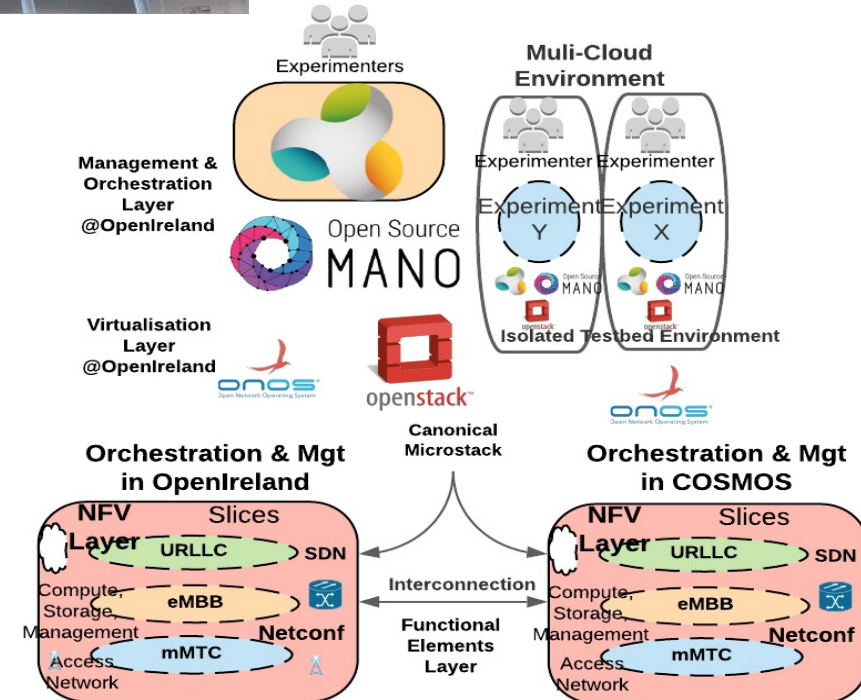 Experimenters
Muli-Cloud
Environment
Management &
Orchestration
Layer
@OpenIreland
Open Source
MANO
Experimenter
Experimenter
Experiment
Y
Experiment
X
Open Source
MANO
openstack
Open Source
MANO
openstack
Isolated Testbed Environment
Virtualisation
Layer
@OpenIreland
ONOS
Open Network Operating System
openstack™
ONOS
Open Network Operating System
Canonical
Microstack
Orchestration & Mgt
in OpenIreland
Orchestration & Mgt
in COSMOS
NFV
Layer
Slices
URLLC
SDN
Compute,
Storage,
Management
eMBB
Netconf
mMTC
Access
Network
Interconnection
Functional
Elements
Layer
NFV
Layer
Slices
URLLC
SDN
Compute,
Storage,
Management
eMBB
Netconf
mMTC
Access
Network